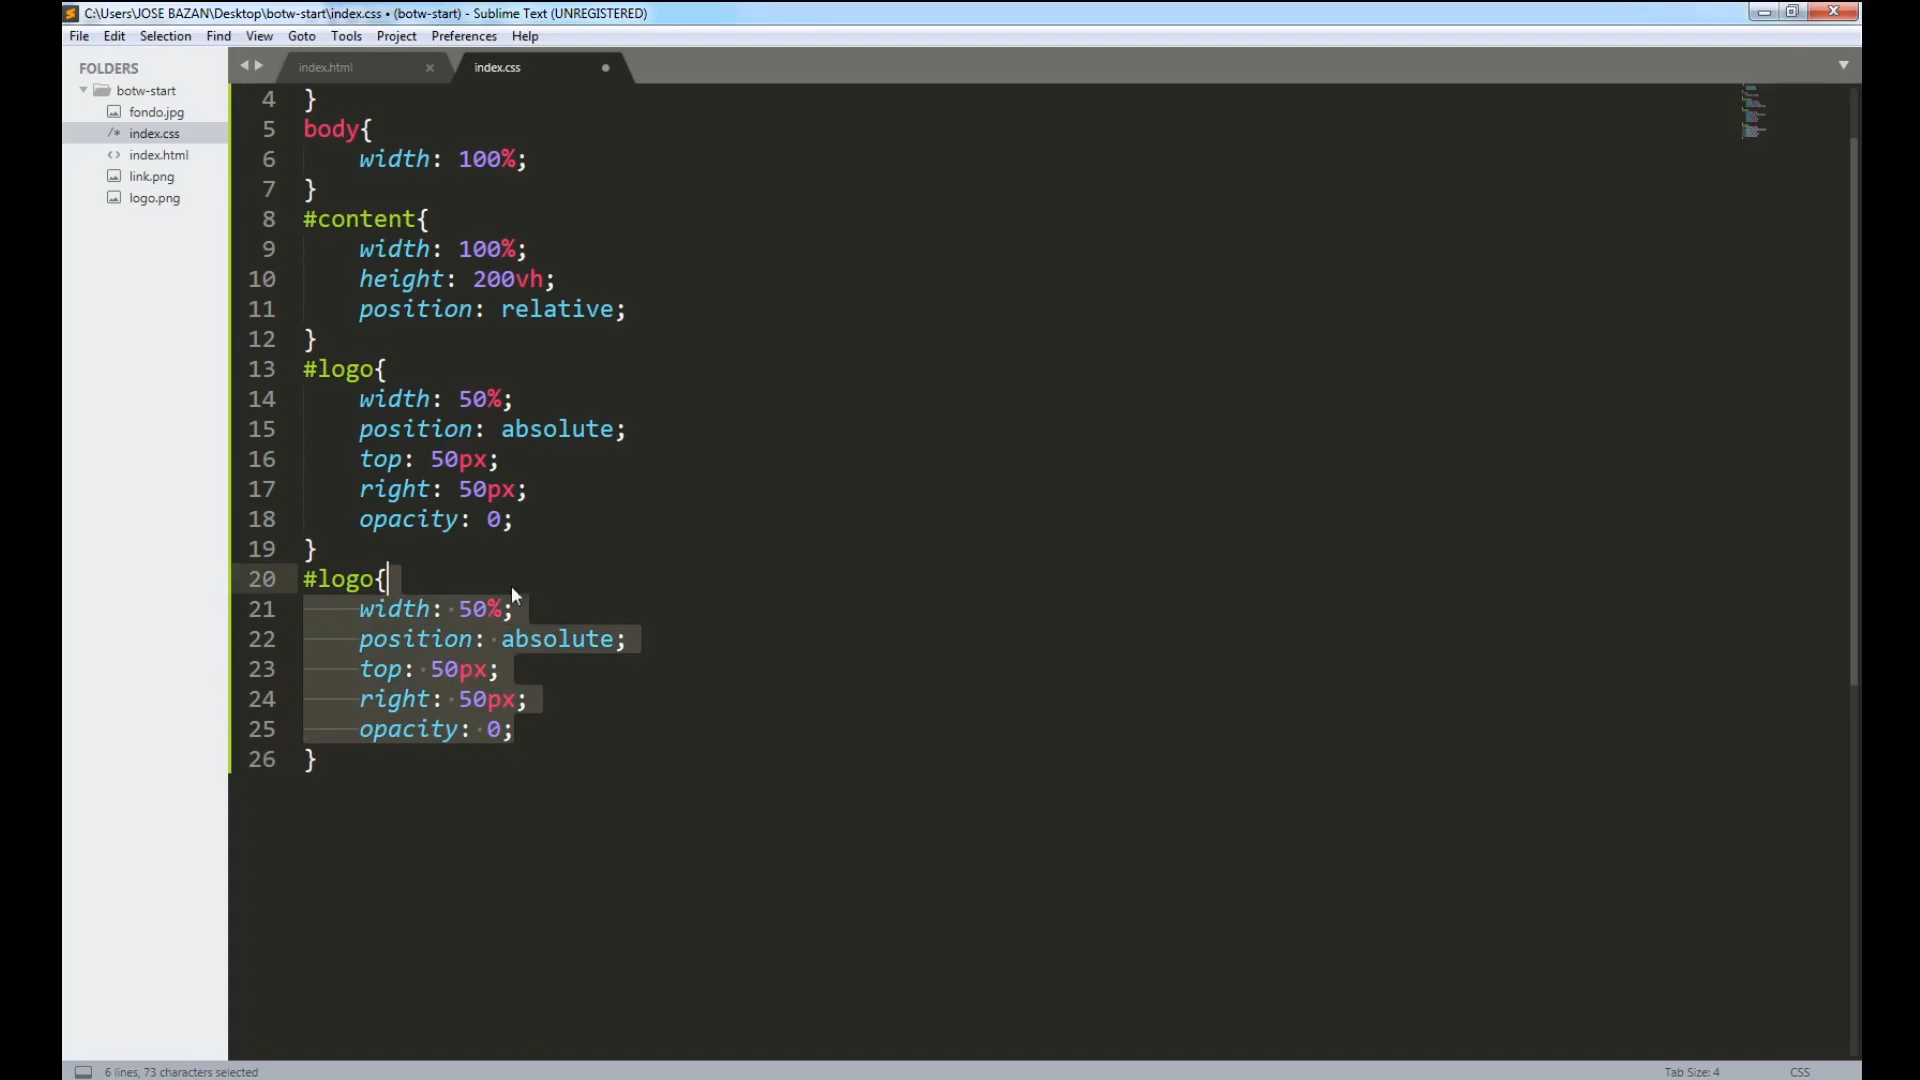 C:\Users\JOSE BAZAN\Desktop\botw-start\index.css • (botw-start) - Sublime Text (UNREGISTERED)
File Edit Selection Find View Goto Tools Project Preferences Help
FOLDERS
botw-start
fondo.jpg
index.css
index.html
link.png
logo.png
index.html
index.css
4 }
5 body{
6 width: 100%;
7 }
8 #content{
9 width: 100%;
10 height: 200vh;
11 position: relative;
12 }
13 #logo{
14 width: 50%;
15 position: absolute;
16 top: 50px;
17 right: 50px;
18 opacity: 0;
19 }
20 #logo{
21 width: 50%;
22 position: absolute;
23 top: 50px;
24 right: 50px;
25 opacity: 0;
26 }
6 lines, 73 characters selected
Tab Size: 4
CSS